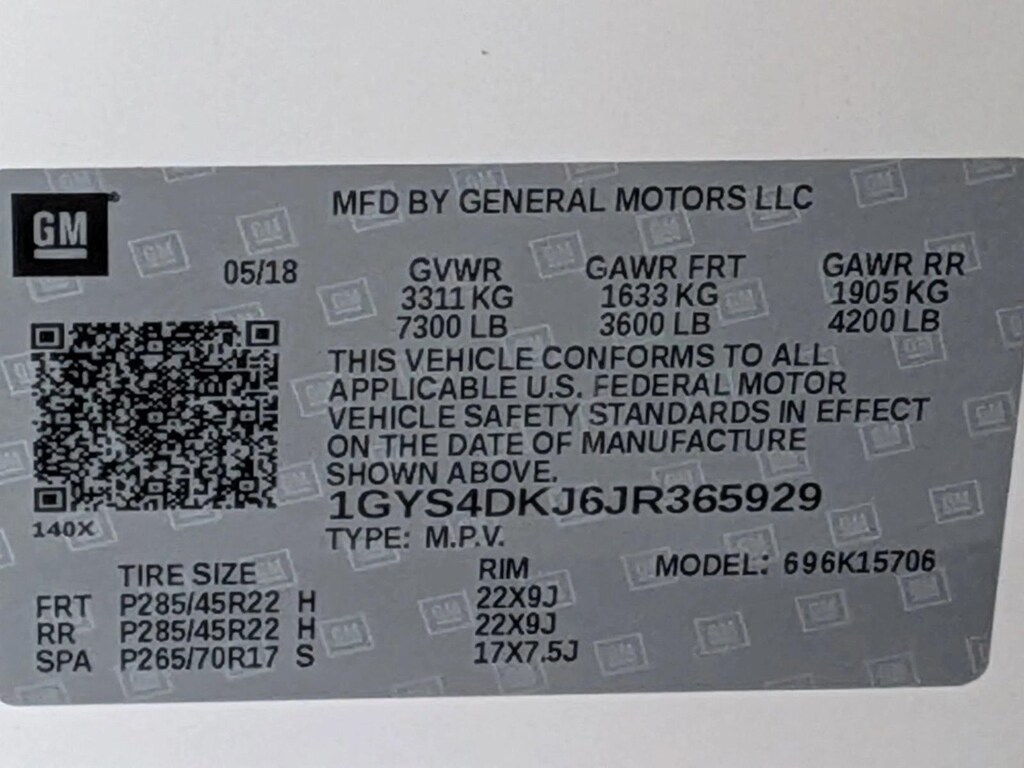 GM
MFD BY GENERAL MOTORS LLC
05/18 GVWR GAWR FRT GAWR RR
3311 KG 1633 KG 1905 KG
7300 LB 3600 LB 4200 LB
THIS VEHICLE CONFORMS TO ALL
APPLICABLE U.S. FEDERAL MOTOR
VEHICLE SAFETY STANDARDS IN EFFECT
ON THE DATE OF MANUFACTURE
SHOWN ABOVE.
1GYS4DKJ6JR365929
140X
TYPE: M.P.V.
TIRE SIZE RIM MODEL: 696K15706
FRT P285/45R22 H 22X9J
RR P285/45R22 H 22X9J
SPA P265/70R17 S 17X7.5J